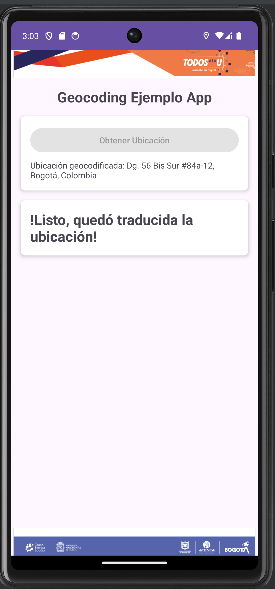 3:03
TODOS
U
Geocoding Ejemplo App
Obtener Ubicación
Ubicación geocodificada: Dg. 56 Bis Sur #84a-12,
Bogotá, Colombia
!Listo, quedó traducida la
ubicación!
BOGOTÁ